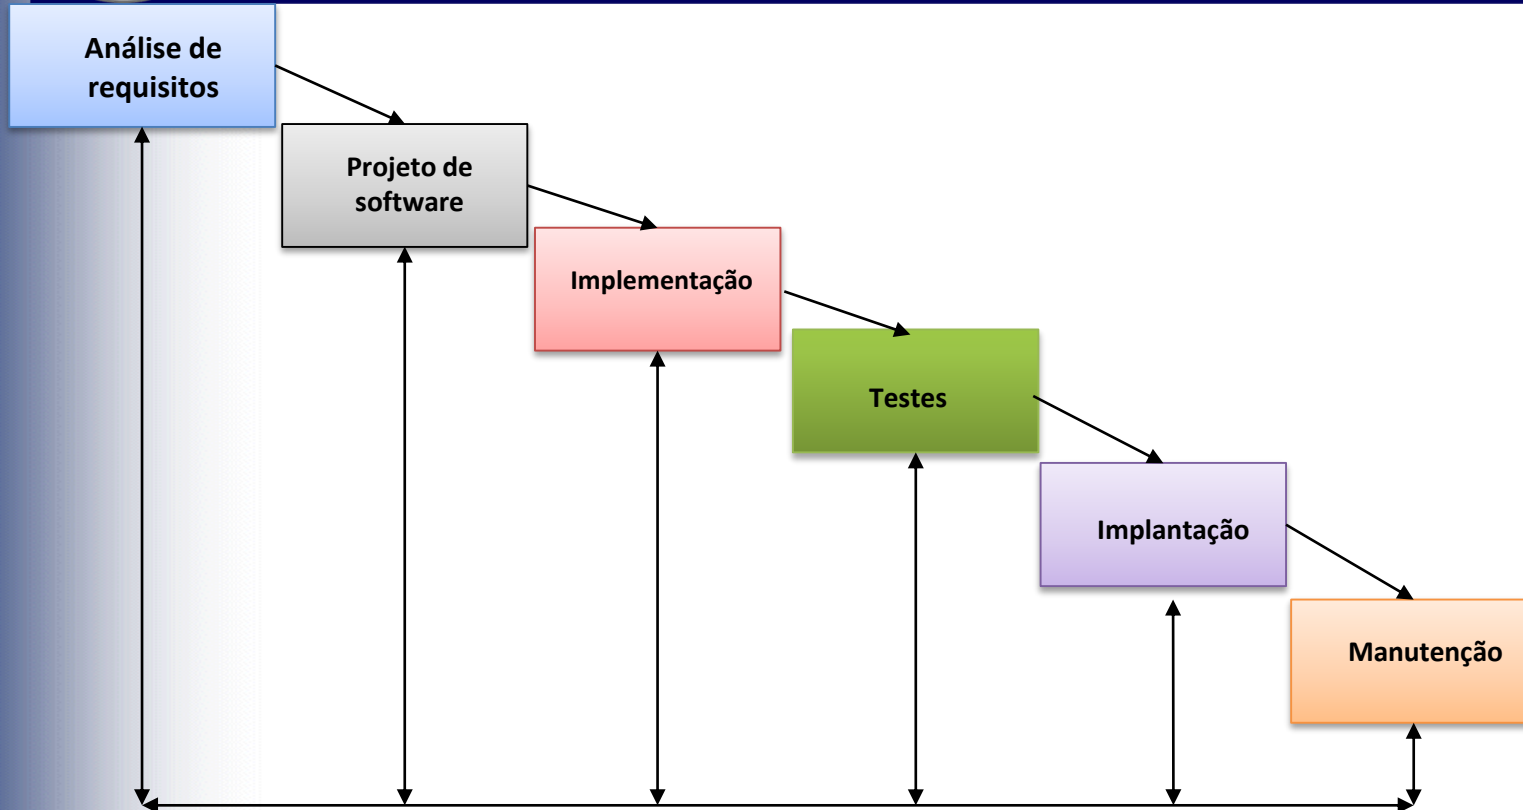 Análise de
requisitos
Projeto de
software
Implementação
Testes
Implantação
Manutenção